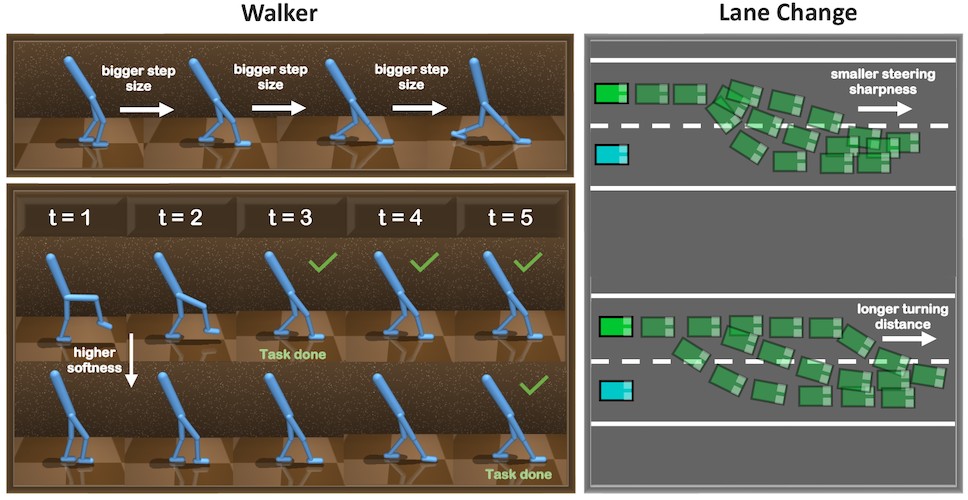 Walker
bigger step
size
bigger step
size
bigger step
size
t = 1
t = 2
t = 3
t = 4
t = 5
Task done
higher
softness
Task done
Lane Change
smaller steering
sharpness
longer turning
distance